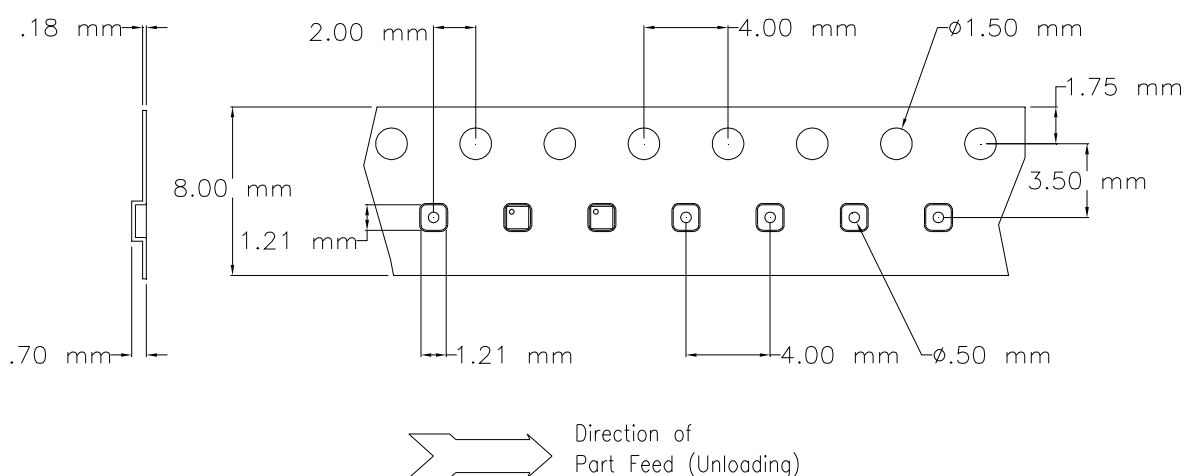 .18 mm
2.00 mm
4.00 mm
ø1.50 mm
1.75 mm
8.00 mm
3.50 mm
1.21 mm
.70 mm
1.21 mm
4.00 mm
ø.50 mm
Direction of
Part Feed (Unloading)